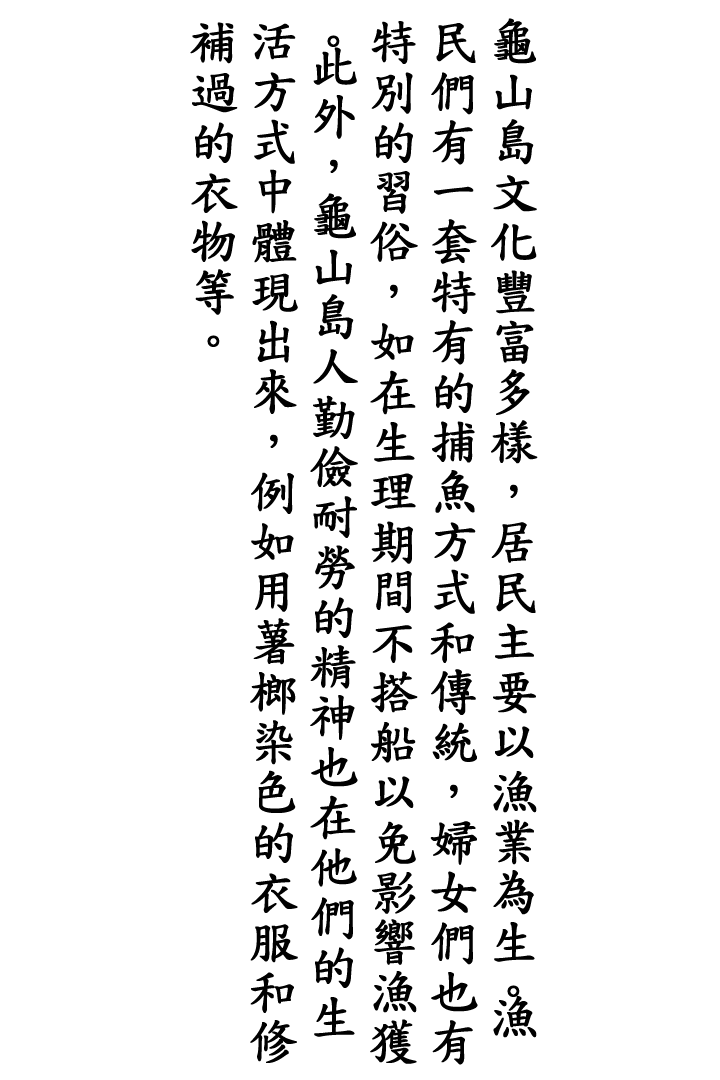 龜山島文化豐富多樣，居民主要以漁業為生。漁
民們有一套特有的捕魚方式和傳統，婦女們也有
特別的習俗，如在生理期間不搭船以免影響漁獲
。此外，龜山島人勤儉耐勞的精神也在他們的生
活方式中體現出來，例如用薯榔染色的衣服和修
補過的衣物等。